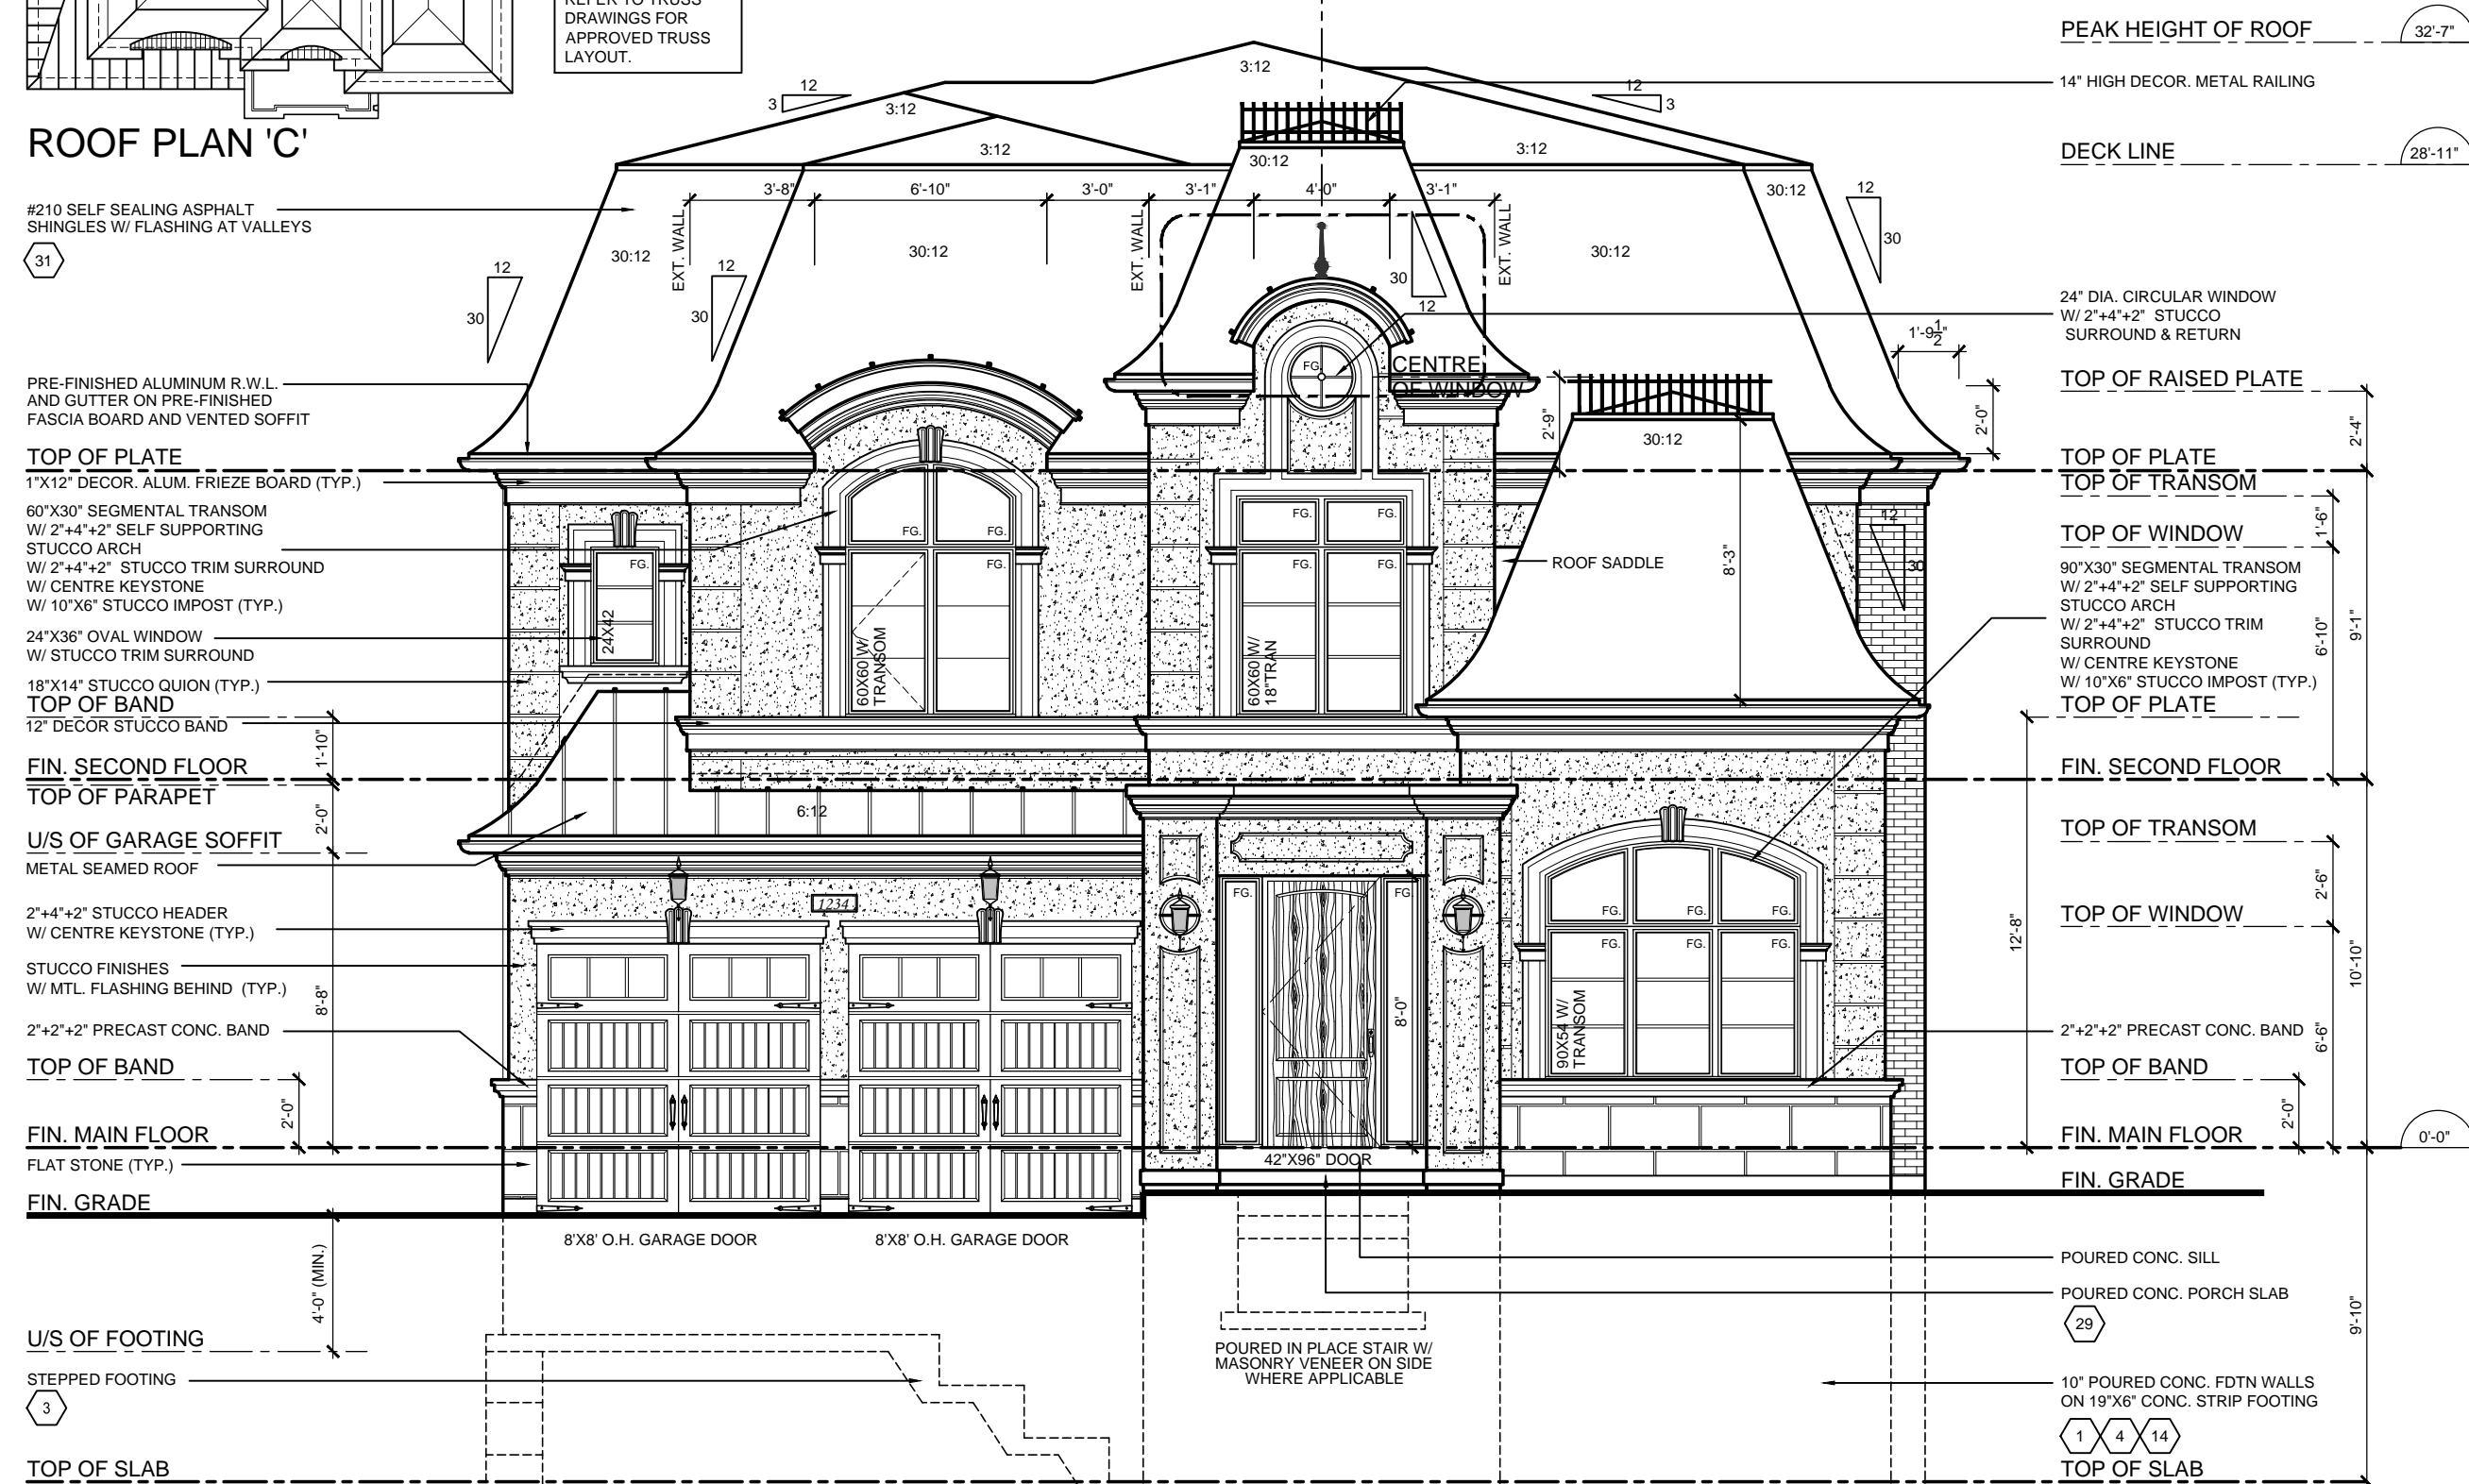 REFER TO TRUSS
DRAWINGS FOR
APPROVED TRUSS
LAYOUT.
ROOF PLAN 'C'
#210 SELF SEALING ASPHALT
SHINGLES W/ FLASHING AT VALLEYS
31
PRE-FINISHED ALUMINUM R.W.L.
AND GUTTER ON PRE-FINISHED
FASCIA BOARD AND VENTED SOFFIT
TOP OF PLATE
1"X12" DECOR. ALUM. FRIEZE BOARD (TYP.)
60"X30" SEGMENTAL TRANSOM
W/ 2"+4"+2" SELF SUPPORTING
STUCCO ARCH
W/ 2"+4"+2" STUCCO TRIM SURROUND
W/ CENTRE KEYSTONE
W/ 10"X6" STUCCO IMPOST (TYP.)
24"X36" OVAL WINDOW
W/ STUCCO TRIM SURROUND
18"X14" STUCCO QUION (TYP.)
TOP OF BAND
12" DECOR STUCCO BAND
1'-10"
FIN. SECOND FLOOR
TOP OF PARAPET
2'-0"
U/S OF GARAGE SOFFIT
METAL SEAMED ROOF
2"+4"+2" STUCCO HEADER
W/ CENTRE KEYSTONE (TYP.)
STUCCO FINISHES
W/ MTL. FLASHING BEHIND (TYP.)
8'-8"
2"+2"+2" PRECAST CONC. BAND
TOP OF BAND
2'-0"
FIN. MAIN FLOOR
FLAT STONE (TYP.)
FIN. GRADE
4'-0" (MIN.)
U/S OF FOOTING
STEPPED FOOTING
3
TOP OF SLAB
3:12
12
3
3:12
12
3
3:12
3:12
30:12
30:12
3'-8"
6'-10"
3'-0"
3'-1"
4'-0"
3'-1"
EXT. WALL
EXT. WALL
EXT. WALL
30:12
30:12
30:12
12
30
12
30
30
12
12
30
FG.
CENTRE
OF WINDOW
2'-9"
30:12
8'-3"
1'-9 1/2"
2'-0"
12
30
FG.
24X42
FG.
FG.
FG.
60X60 W/
TRANSOM
FG.
FG.
FG.
FG.
60X60 W/
18"TRAN
ROOF SADDLE
6:12
1234
FG.
FG.
8'-0"
42"X96" DOOR
FG.
FG.
FG.
FG.
FG.
FG.
90X54 W/
TRANSOM
8'X8' O.H. GARAGE DOOR
8'X8' O.H. GARAGE DOOR
POURED IN PLACE STAIR W/
MASONRY VENEER ON SIDE
WHERE APPLICABLE
PEAK HEIGHT OF ROOF
32'-7"
14" HIGH DECOR. METAL RAILING
DECK LINE
28'-11"
24" DIA. CIRCULAR WINDOW
W/ 2"+4"+2" STUCCO
SURROUND & RETURN
TOP OF RAISED PLATE
2'-4"
TOP OF PLATE
TOP OF TRANSOM
1'-6"
TOP OF WINDOW
90"X30" SEGMENTAL TRANSOM
W/ 2"+4"+2" SELF SUPPORTING
STUCCO ARCH
W/ 2"+4"+2" STUCCO TRIM
SURROUND
W/ CENTRE KEYSTONE
W/ 10"X6" STUCCO IMPOST (TYP.)
6'-10"
9'-1"
TOP OF PLATE
FIN. SECOND FLOOR
TOP OF TRANSOM
2'-6"
TOP OF WINDOW
12'-8"
10'-10"
2"+2"+2" PRECAST CONC. BAND
6'-6"
TOP OF BAND
2'-0"
FIN. MAIN FLOOR
0'-0"
FIN. GRADE
POURED CONC. SILL
POURED CONC. PORCH SLAB
29
9'-10"
10" POURED CONC. FDTN WALLS
ON 19"X6" CONC. STRIP FOOTING
1 4 14
TOP OF SLAB